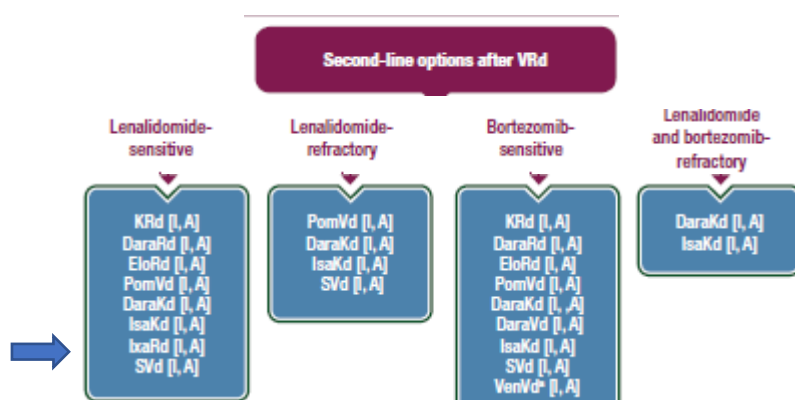 Second-line options after VRd
Lenalidomide-
sensitive
KRd [I, A]
DaraRd [I, A]
EloRd [I, A]
PomVd [I, A]
DaraKd [I, A]
IsaKd [I, A]
IxaRd [I, A]
SVd [I, A]
Lenalidomide-
refractory
PomVd [I, A]
DaraKd [I, A]
IsaKd [I, A]
SVd [I, A]
Bortezomib-
sensitive
KRd [I, A]
DaraRd [I, A]
EloRd [I, A]
PomVd [I, A]
DaraKd [I, ,A]
DaraVd [I, A]
IsaKd [I, A]
SVd [I, A]
VenVdᵃ [I, A]
Lenalidomide
and bortezomib-
refractory
DaraKd [I, A]
IsaKd [I, A]